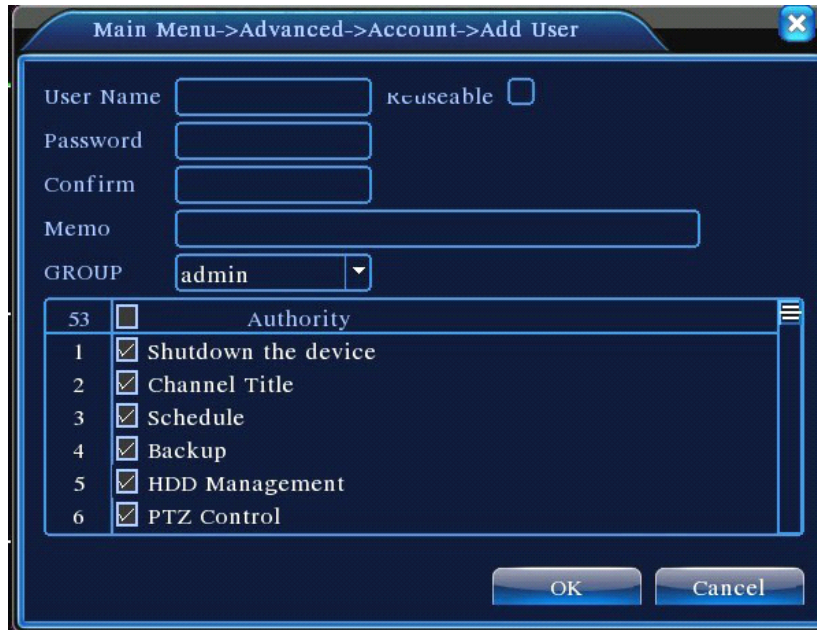 Main Menu->Advanced->Account->Add User
User Name Reuseable
Password
Confirm
Memo
GROUP admin
53 Authority
1 Shutdown the device
2 Channel Title
3 Schedule
4 Backup
5 HDD Management
6 PTZ Control
OK Cancel